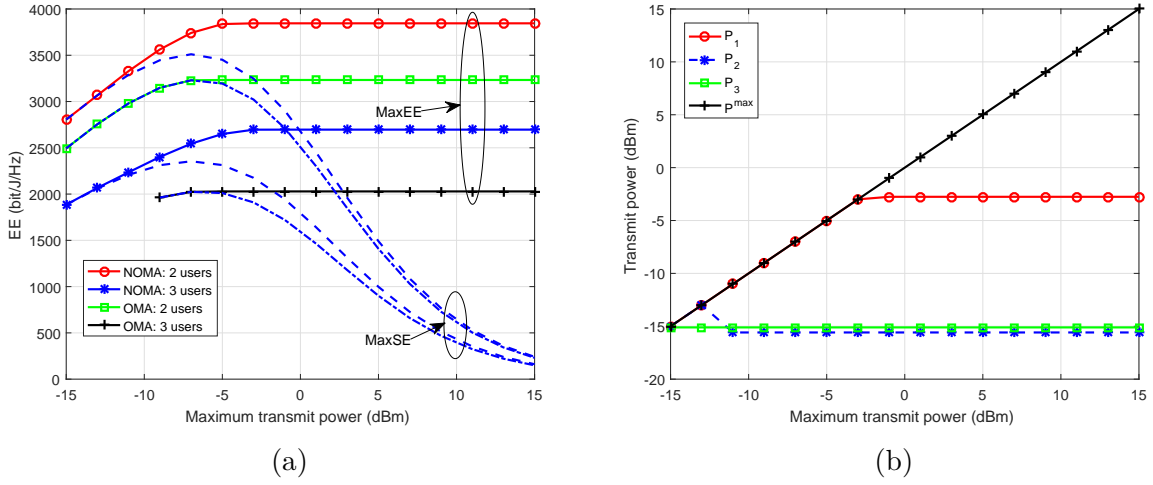 4000
3500
3000
2500
2000
1500
1000
500
0
EE (bit/J/Hz)
-15
-10
-5
0
5
10
15
Maximum transmit power (dBm)
MaxEE
MaxSE
NOMA: 2 users
NOMA: 3 users
OMA: 2 users
OMA: 3 users
(a)
15
10
5
0
-5
-10
-15
-20
Transmit power (dBm)
-15
-10
-5
0
5
10
15
Maximum transmit power (dBm)
P1
P2
P3
Pmax
(b)